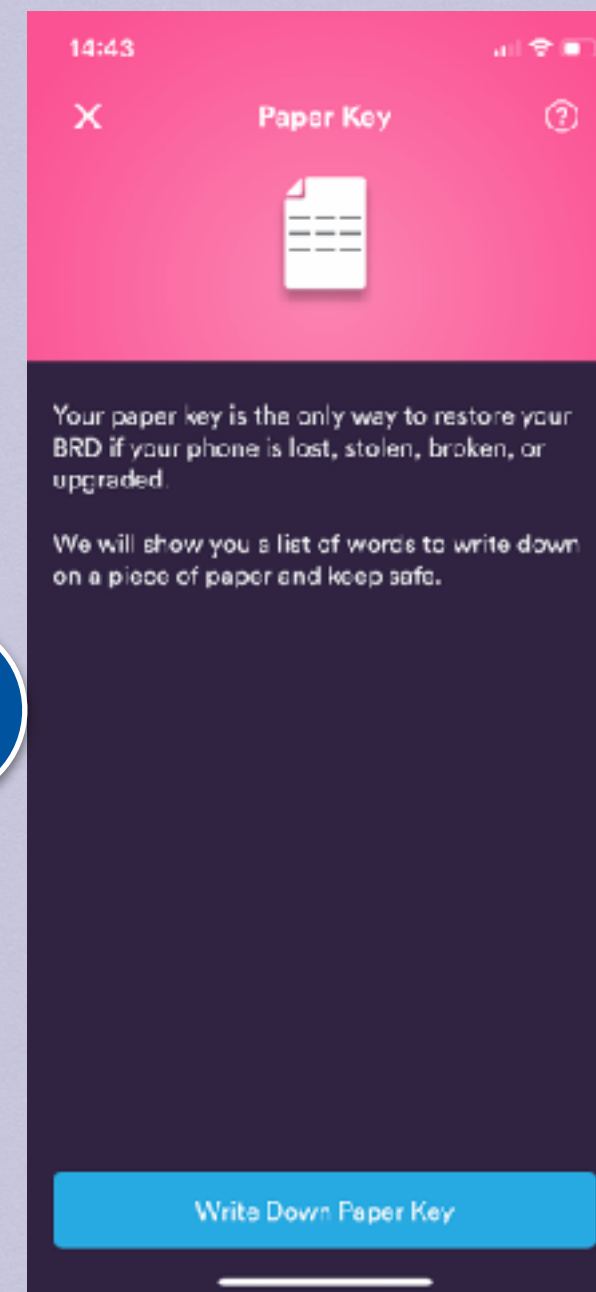 14:43
Paper Key
?
Your paper key is the only way to restore your
BRD if your phone is lost, stolen, broken, or
upgraded.
We will show you a list of words to write down
on a piece of paper and keep safe.
Write Down Paper Key